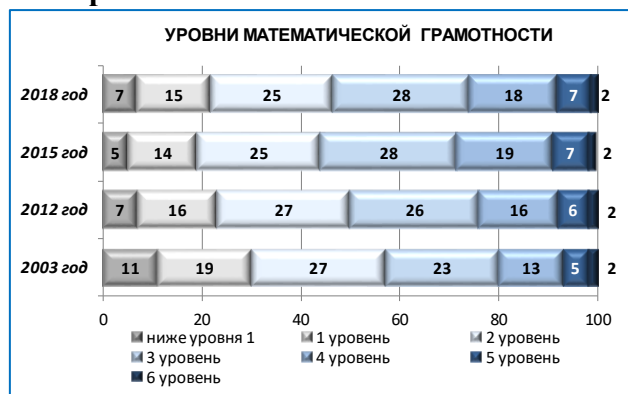 УРОВНИ МАТЕМАТИЧЕСКОЙ ГРАМОТНОСТИ
2018 год 7 15 25 28 18 7 2
2015 год 5 14 25 28 19 7 2
2012 год 7 16 27 26 16 6 2
2003 год 11 19 27 23 13 5 2
0 20 40 60 80 100
ниже уровня 1 1 уровень 2 уровень
3 уровень 4 уровень 5 уровень
6 уровень